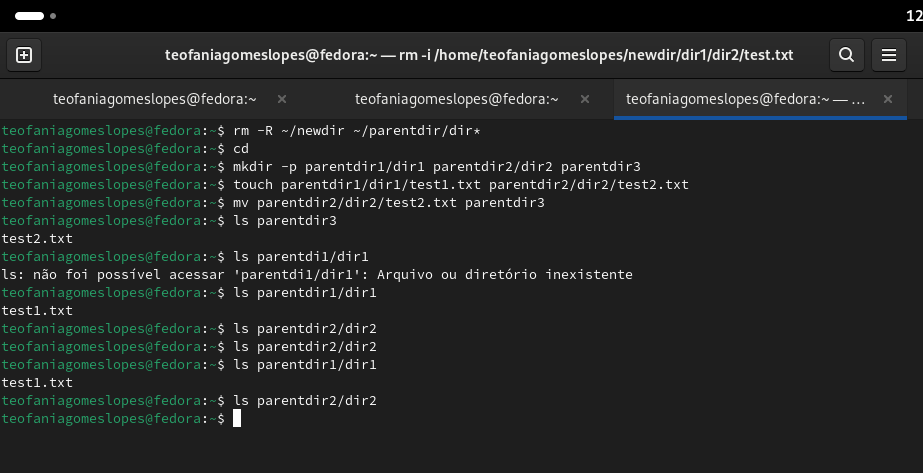 12
teofaniagomeslopes@fedora:~ — rm -i /home/teofaniagomeslopes/newdir/dir1/dir2/test.txt
teofaniagomeslopes@fedora:~ × teofaniagomeslopes@fedora:~ × teofaniagomeslopes@fedora:~ — … ×
teofaniagomeslopes@fedora:~$ rm -R ~/newdir ~/parentdir/dir*
teofaniagomeslopes@fedora:~$ cd
teofaniagomeslopes@fedora:~$ mkdir -p parentdir1/dir1 parentdir2/dir2 parentdir3
teofaniagomeslopes@fedora:~$ touch parentdir1/dir1/test1.txt parentdir2/dir2/test2.txt
teofaniagomeslopes@fedora:~$ mv parentdir2/dir2/test2.txt parentdir3
teofaniagomeslopes@fedora:~$ ls parentdir3
test2.txt
teofaniagomeslopes@fedora:~$ ls parentdi1/dir1
ls: não foi possível acessar 'parentdi1/dir1': Arquivo ou diretório inexistente
teofaniagomeslopes@fedora:~$ ls parentdir1/dir1
test1.txt
teofaniagomeslopes@fedora:~$ ls parentdir2/dir2
teofaniagomeslopes@fedora:~$ ls parentdir2/dir2
teofaniagomeslopes@fedora:~$ ls parentdir1/dir1
test1.txt
teofaniagomeslopes@fedora:~$ ls parentdir2/dir2
teofaniagomeslopes@fedora:~$